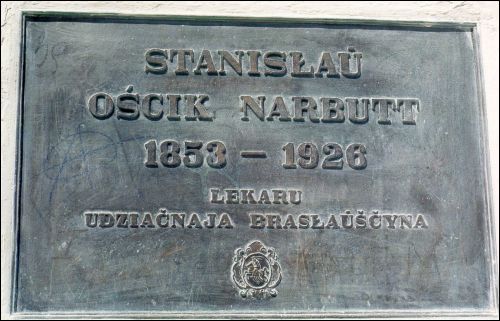 STANISŁAŬ
OŚCIK NARBUTT
1853 – 1926
LEKARU
UDZIAČNAJA BRASŁAŬŠČYNA